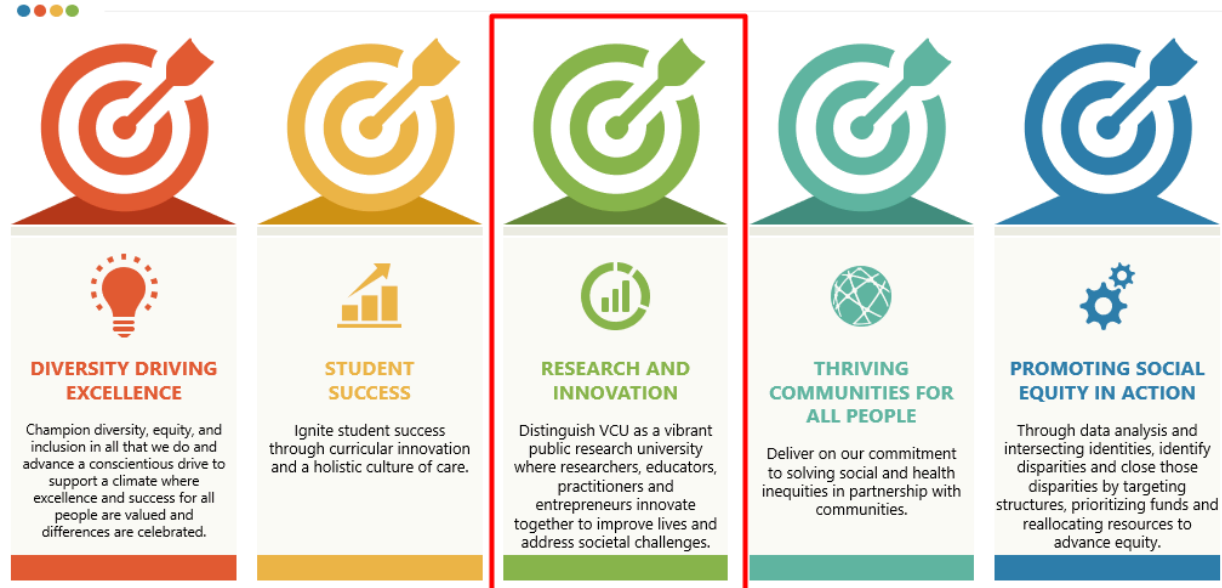 DIVERSITY DRIVING
EXCELLENCE
Champion diversity, equity, and
inclusion in all that we do and
advance a conscientious drive to
support a climate where
excellence and success for all
people are valued and
differences are celebrated.
STUDENT
SUCCESS
Ignite student success
through curricular innovation
and a holistic culture of care.
RESEARCH AND
INNOVATION
Distinguish VCU as a vibrant
public research university
where researchers, educators,
practitioners and
entrepreneurs innovate
together to improve lives and
address societal challenges.
THRIVING
COMMUNITIES FOR
ALL PEOPLE
Deliver on our commitment
to solving social and health
inequities in partnership with
communities.
PROMOTING SOCIAL
EQUITY IN ACTION
Through data analysis and
intersecting identities, identify
disparities and close those
disparities by targeting
structures, prioritizing funds and
reallocating resources to
advance equity.